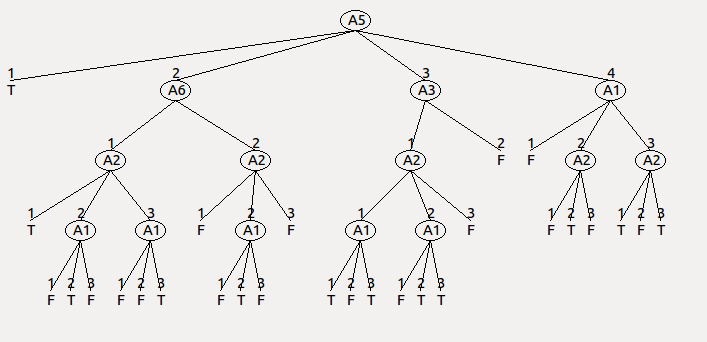 A5
1 2 3 4
T A6 A3 A1
1 2 1 2 1 2 3
A2 A2 A2 F F A2 A2
1 2 3 1 2 3 1 2 3 1 2 3 1 2 3
T A1 A1 F A1 F A1 A1 F F T F T F T
1 2 3 1 2 3 1 2 3 1 2 3 1 2 3
F T F F F T F T F T F T F T T